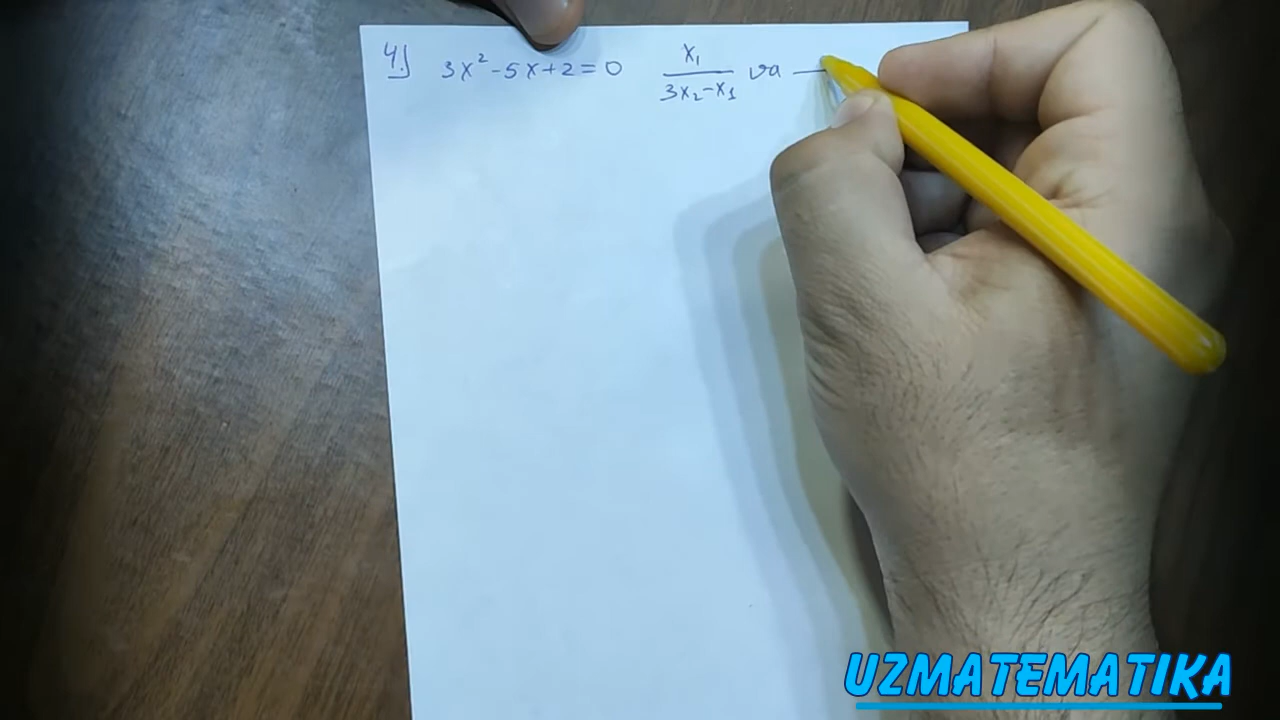 4.) 3x² - 5x + 2 = 0 x₁/(3x₂ - x₁) va
UZMATEMATIKA